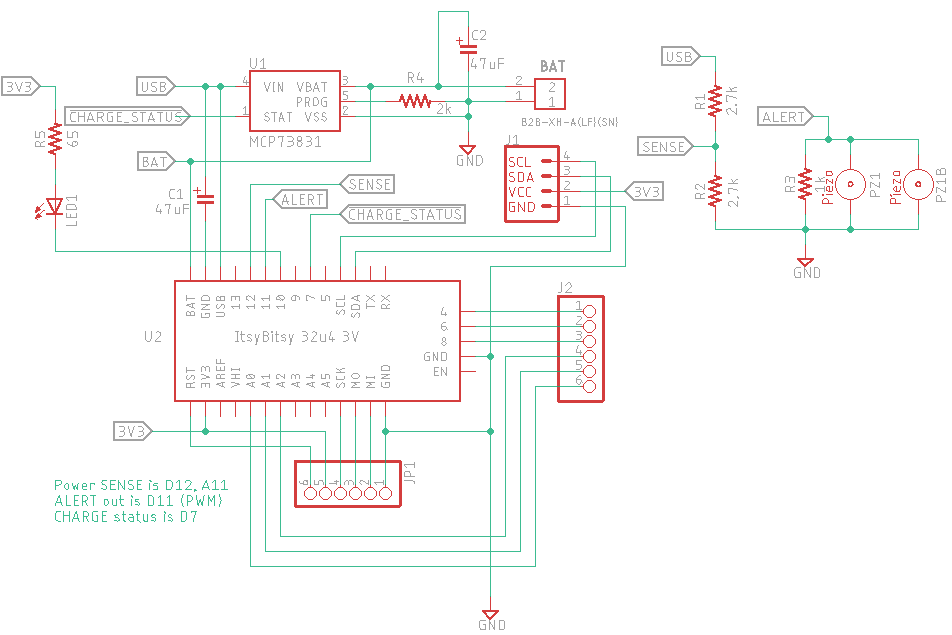 C2
47uF
U1
USB
BAT
3V3
USB
4
VIN
VBAT
3
R4
2
2
R1
2.7k
PROG
5
2k
1
1
CHARGE_STATUS
1
STAT
VSS
2
B2B-XH-A(LF)(SN)
ALERT
R5
65
MCP73831
J1
SENSE
BAT
GND
SCL
4
SDA
3
C1
47uF
SENSE
VCC
2
3V3
R2
2.7k
R3
1k
Piezo
PZ1
Piezo
PZ1B
ALERT
GND
1
LED1
CHARGE_STATUS
GND
J2
BAT
GND
USB
13
12
11
10
9
7
5
SCL
SDA
TX
RX
U2
ItsyBitsy 32u4 3V
4
6
8
GND
EN
1
2
3
4
5
6
RST
3V3
AREF
VHI
A0
A1
A2
A3
A4
A5
SCK
MO
MI
GND
3V3
6
5
4
3
2
1
JP1
Power SENSE is D12, A11
ALERT out is D11 (PWM)
CHARGE status is D7
GND